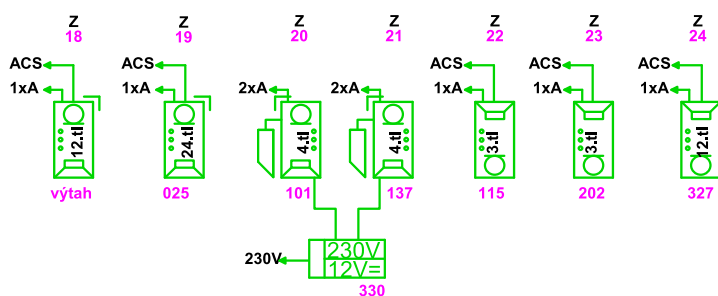 Z Z Z Z Z Z Z
18 19 20 21 22 23 24
ACS ACS ACS ACS ACS
1xA 1xA 2xA 2xA 1xA 1xA 1xA
12.tl 24.tl 4.tl 4.tl 3.tl 3.tl 12.tl
výtah 025 101 137 115 202 327
230V 230V
12V=
330